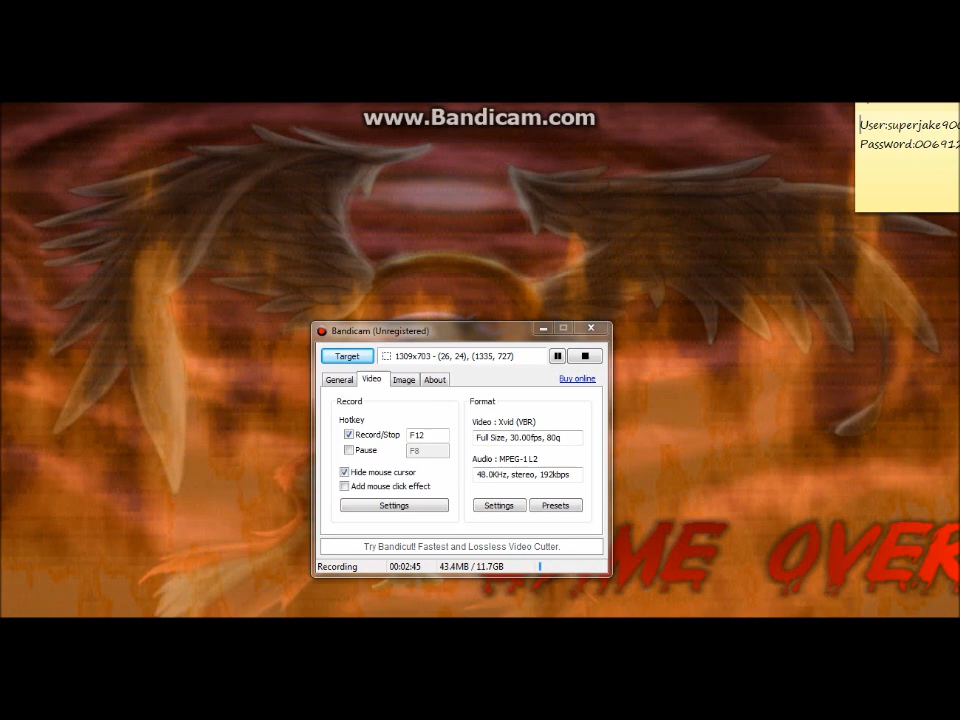 www.Bandicam.com
User:superjake90
Password:00691
Bandicam (Unregistered)
Target 1309x703 - (26, 24), (1335, 727)
General Video Image About Buy online
Record
Hotkey
Record/Stop F12
Pause F8
Hide mouse cursor
Add mouse click effect
Settings
Format
Video : Xvid (VBR)
Full Size, 30.00fps, 80q
Audio : MPEG-1 L2
48.0KHz, stereo, 192kbps
Settings Presets
Try Bandicut! Fastest and Lossless Video Cutter.
Recording 00:02:45 43.4MB / 11.7GB
OVER